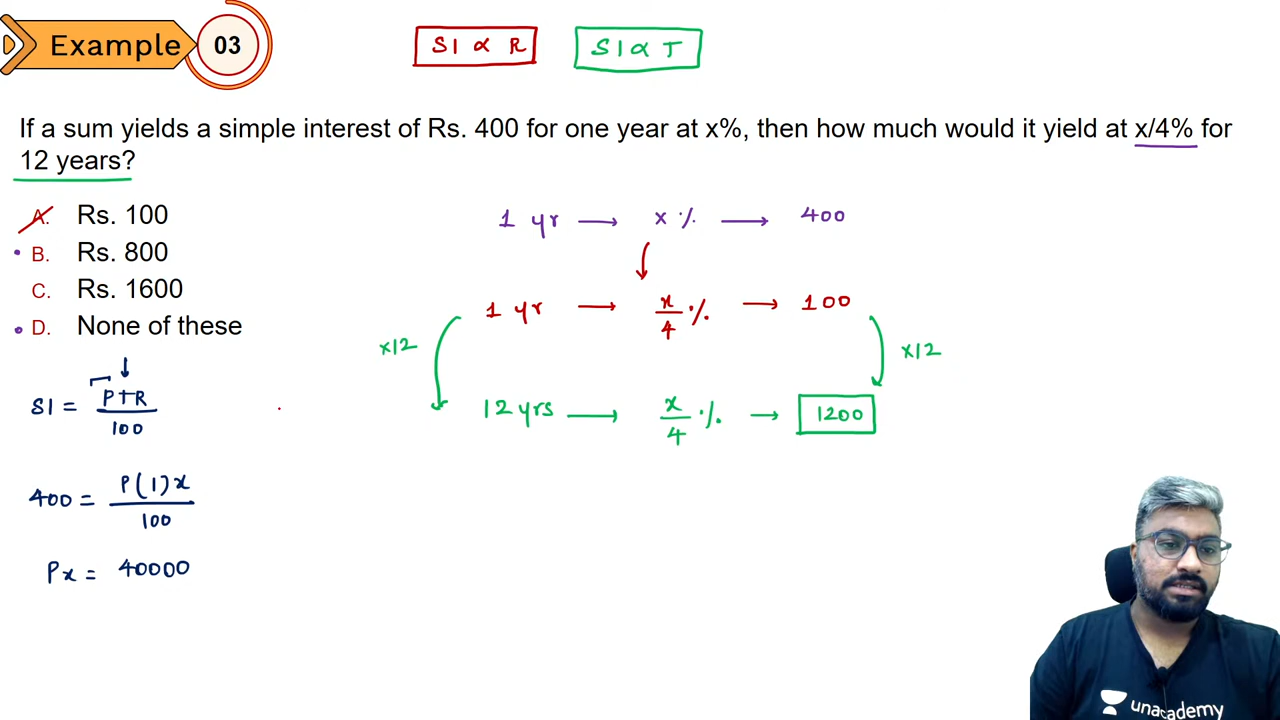 Example 03
SI ∝ R
SI ∝ T
If a sum yields a simple interest of Rs. 400 for one year at x%, then how much would it yield at x/4% for
12 years?
A. Rs. 100
B. Rs. 800
C. Rs. 1600
D. None of these
1 yr → x % → 400
1 yr → x/4 % → 100
x12
x12
12 yrs → x/4 % → 1200
SI = PTR/100
400 = P(1)x/100
Px = 40000
unacademy